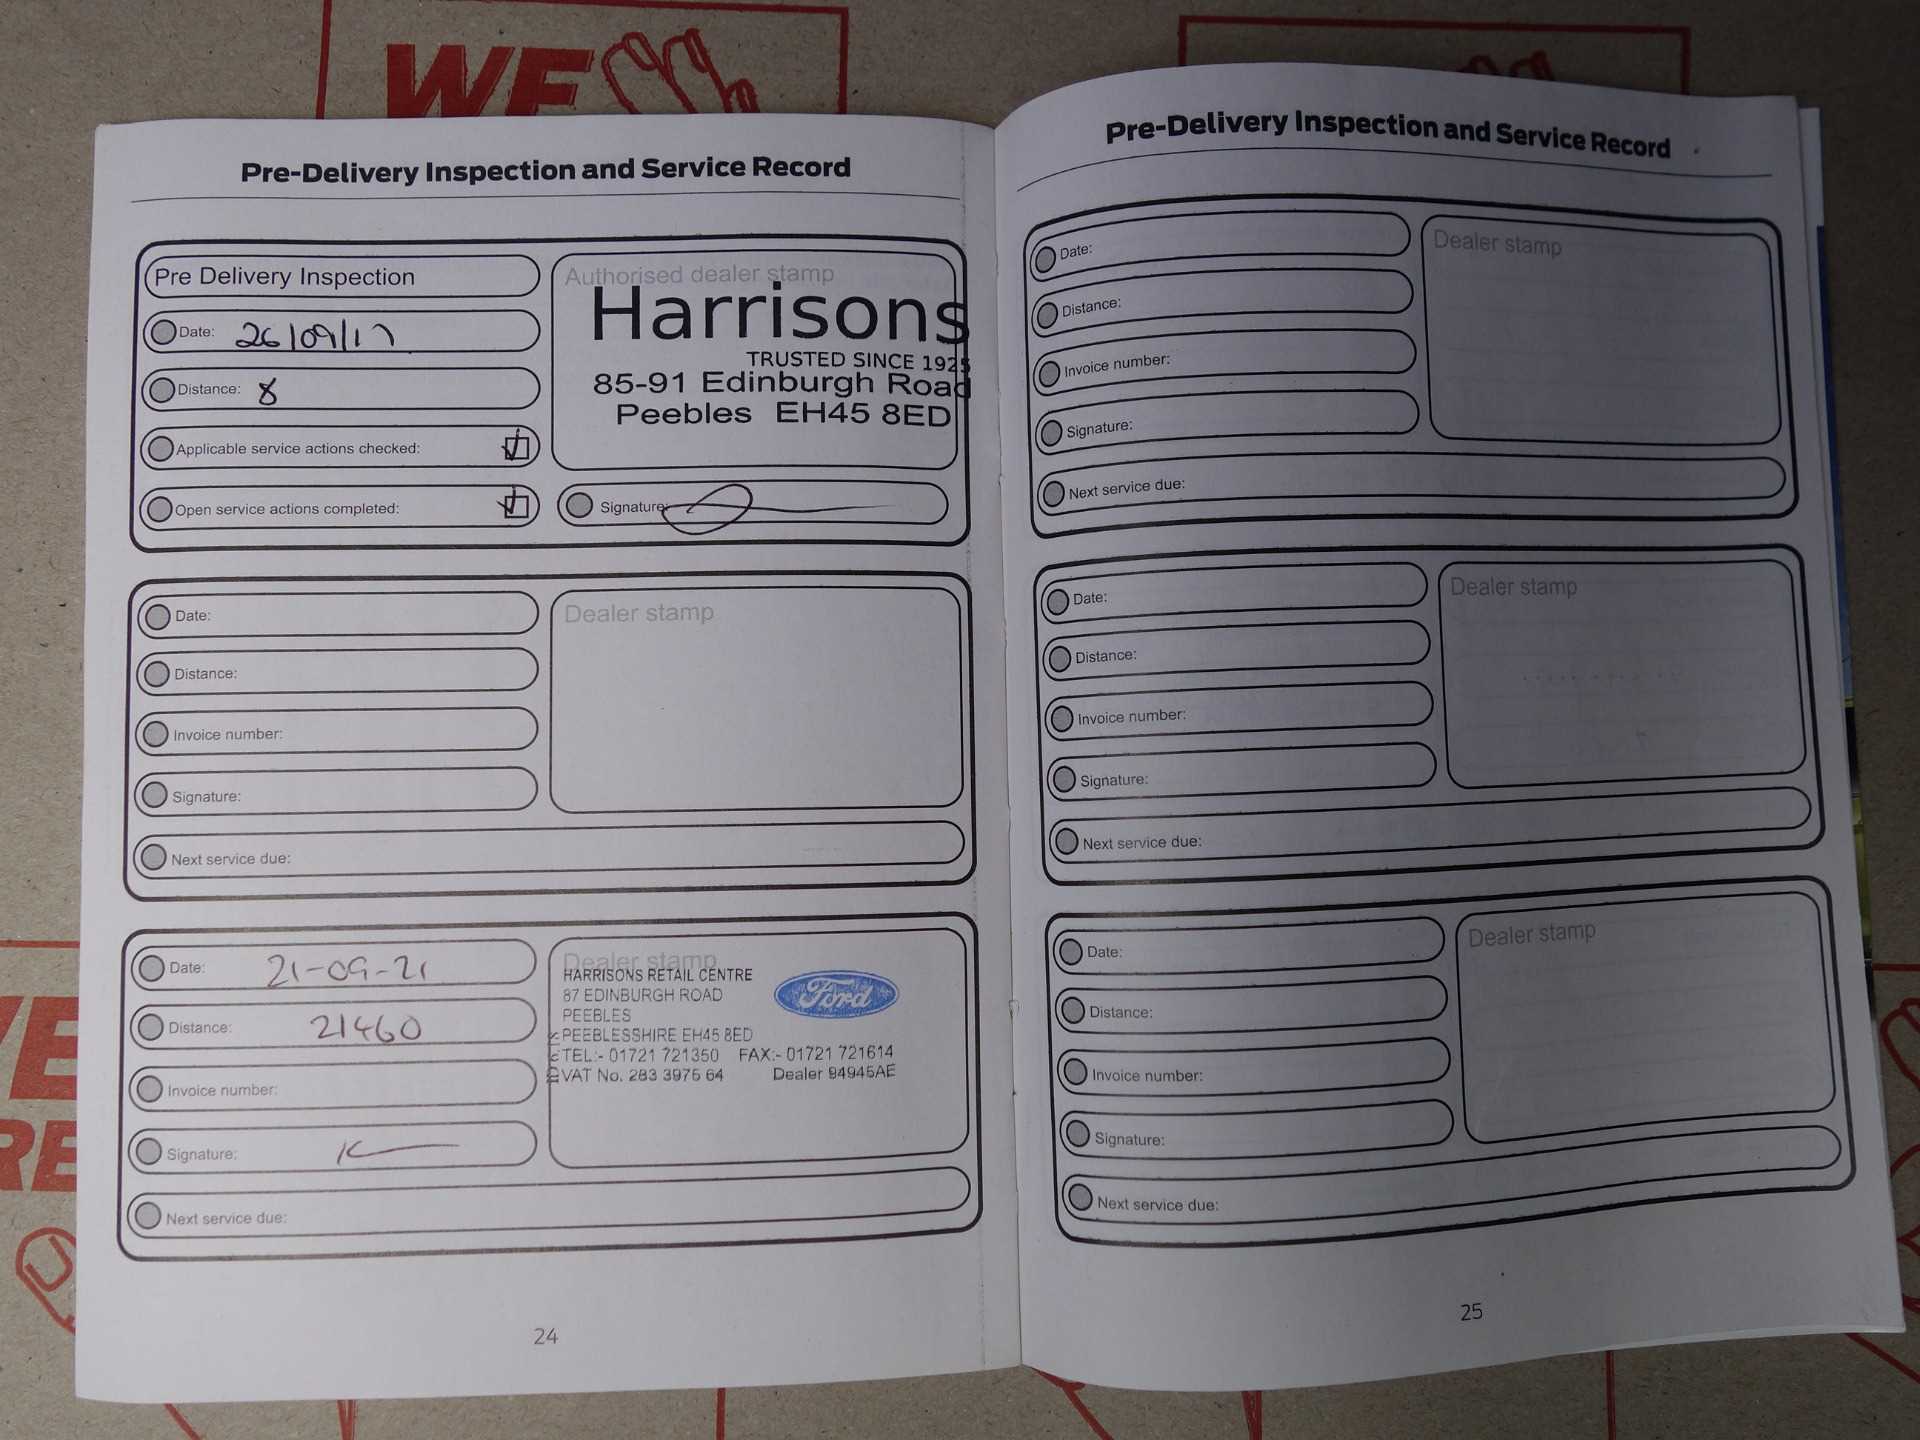 WE
Pre-Delivery Inspection and Service Record
Pre Delivery Inspection
Date: 26/09/17
Distance: 8
Applicable service actions checked:
Open service actions completed:
Authorised dealer stamp
Harrisons
TRUSTED SINCE 1925
85-91 Edinburgh Road
Peebles EH45 8ED
Signature:
Date:
Distance:
Invoice number:
Signature:
Next service due:
Dealer stamp
Date: 21-09-21
Distance: 21460
Invoice number:
Signature:
Next service due:
Dealer stamp
HARRISONS RETAIL CENTRE
87 EDINBURGH ROAD
PEEBLES
PEEBLESSHIRE EH45 8ED
TEL:- 01721 721350 FAX:- 01721 721614
VAT No. 283 3975 64 Dealer 94945AE
Ford
24
Pre-Delivery Inspection and Service Record
Date:
Distance:
Invoice number:
Signature:
Next service due:
Dealer stamp
Date:
Distance:
Invoice number:
Signature:
Next service due:
Dealer stamp
Date:
Distance:
Invoice number:
Signature:
Next service due:
Dealer stamp
25